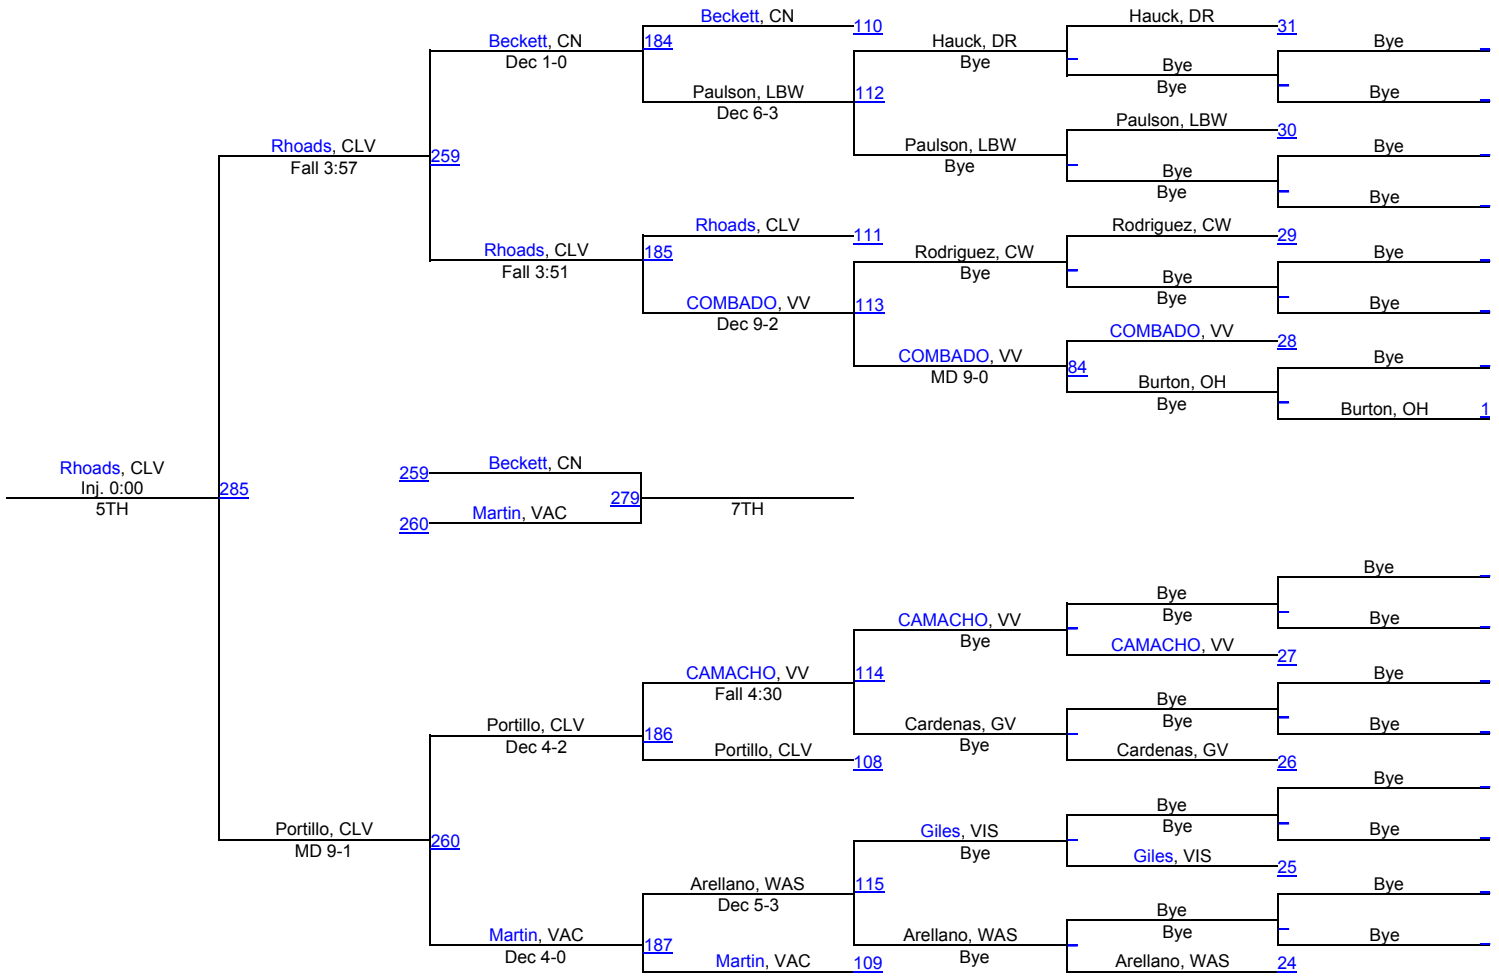 Beckett, CN
110
Hauck, DR
31
Beckett, CN
184
Dec 1-0
Hauck, DR
Bye
Bye
Bye
Bye
Paulson, LBW
112
Dec 6-3
Bye
Paulson, LBW
30
Rhoads, CLV
259
Fall 3:57
Paulson, LBW
Bye
Bye
Bye
Bye
Bye
Rhoads, CLV
111
Rodriguez, CW
29
Rhoads, CLV
185
Fall 3:51
Rodriguez, CW
Bye
Bye
Bye
Bye
COMBADO, VV
113
Dec 9-2
Bye
COMBADO, VV
28
COMBADO, VV
84
MD 9-0
Bye
Burton, OH
Bye
Burton, OH
1
Rhoads, CLV
285
Inj. 0:00
5TH
259
Beckett, CN
279
7TH
260
Martin, VAC
Bye
Bye
Bye
CAMACHO, VV
Bye
Bye
CAMACHO, VV
27
CAMACHO, VV
114
Fall 4:30
Bye
Bye
Bye
Portillo, CLV
186
Dec 4-2
Cardenas, GV
Bye
Bye
Portillo, CLV
108
Cardenas, GV
26
Bye
Bye
Bye
Portillo, CLV
260
MD 9-1
Giles, VIS
Bye
Bye
Giles, VIS
25
Arellano, WAS
115
Dec 5-3
Bye
Bye
Bye
Martin, VAC
187
Dec 4-0
Arellano, WAS
Bye
Bye
Martin, VAC
109
Arellano, WAS
24